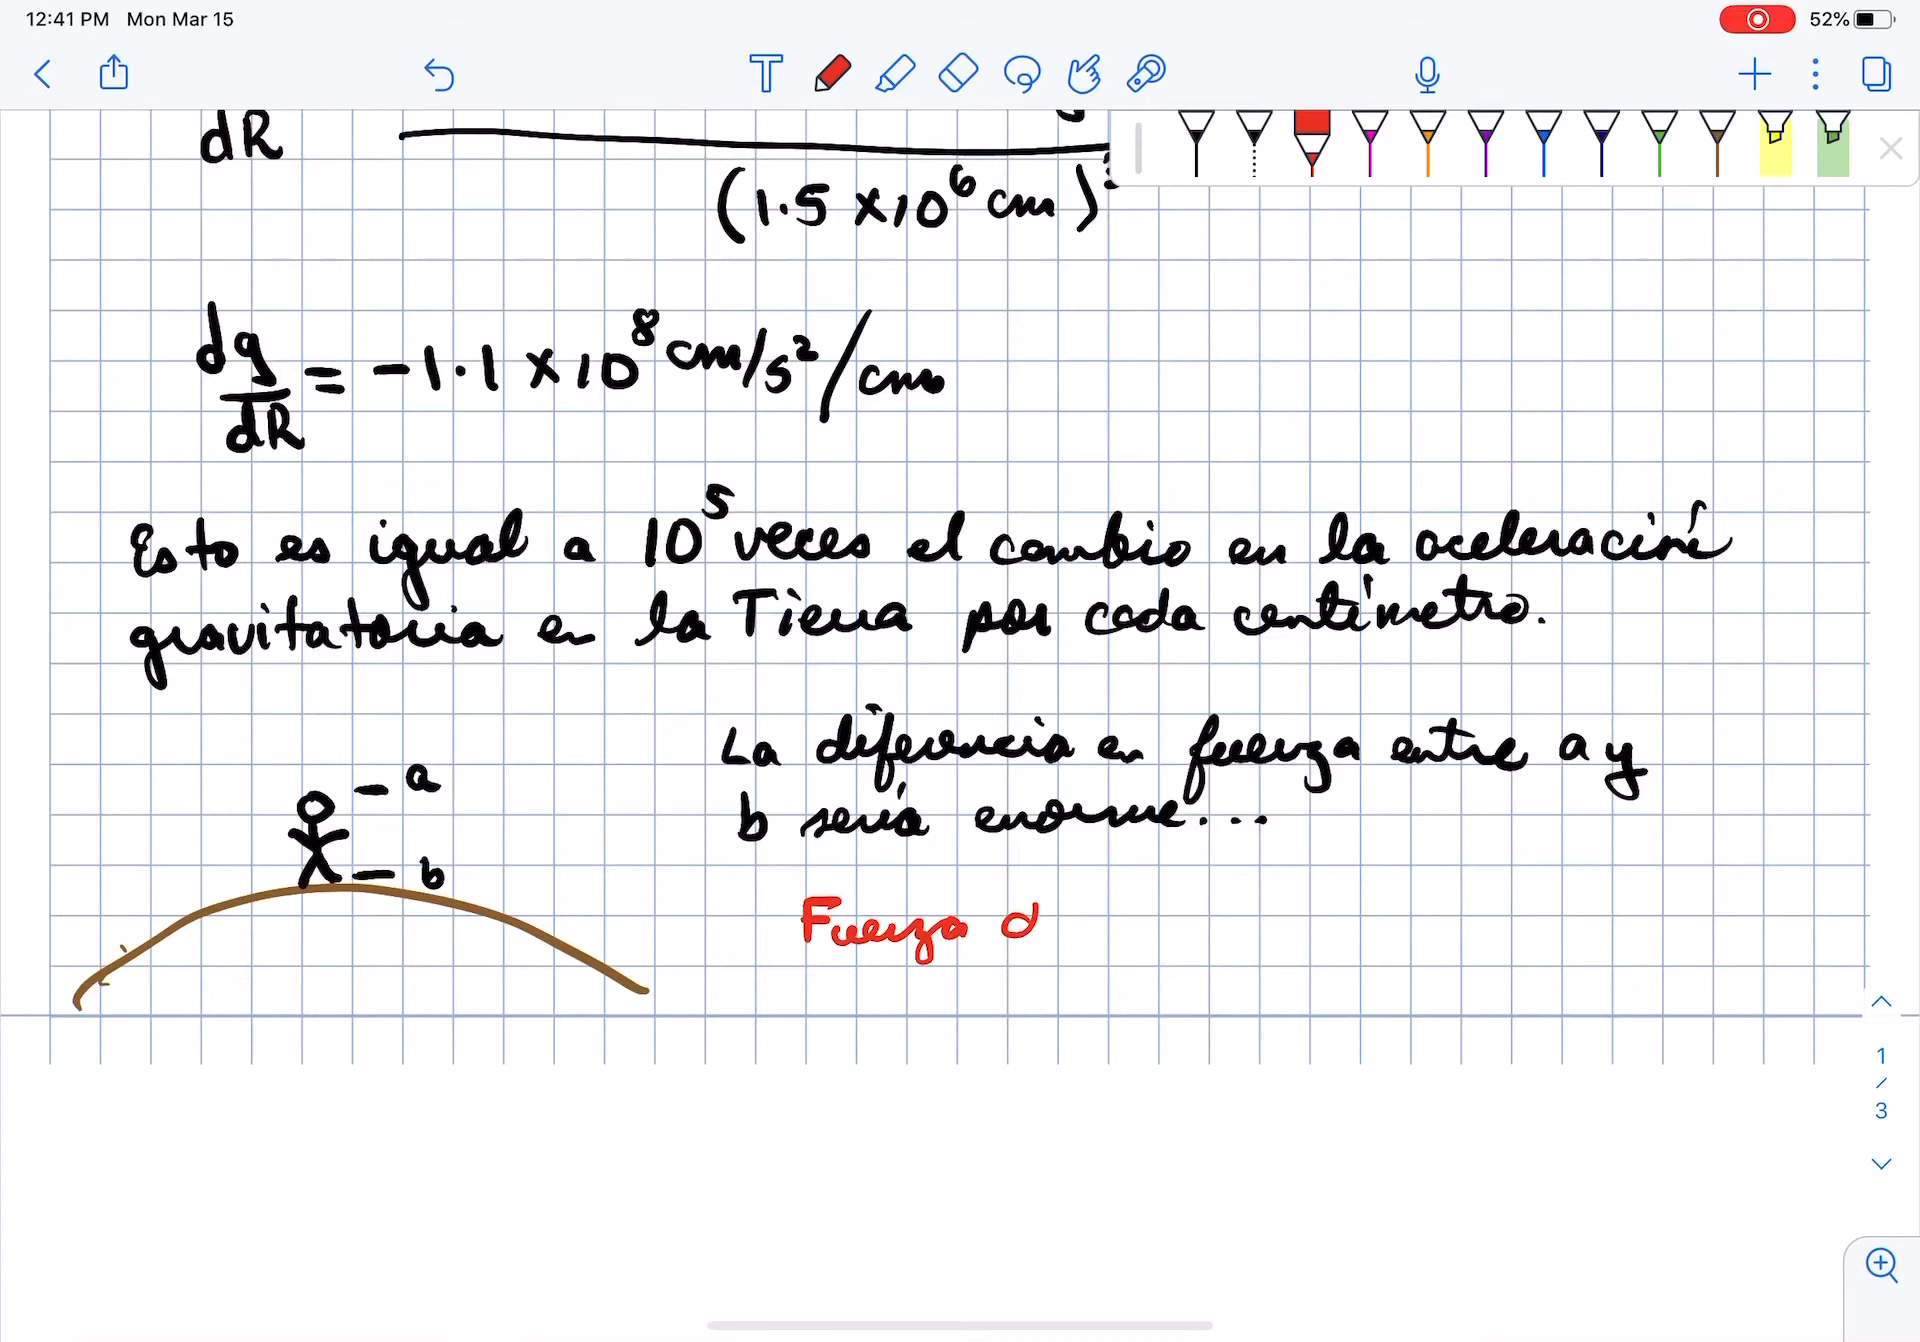 12:41 PM Mon Mar 15
52%
dR
(1.5 ×10⁶ cm)
dg/dR = -1.1 ×10⁸ cm/s²/cm
Esto es igual a 10⁵ veces el cambio en la aceleración
gravitatoria en la Tierra por cada centímetro.
La diferencia en fuerza entre a y
b sería enorme...
a
b
Fuerza d
1
/
3